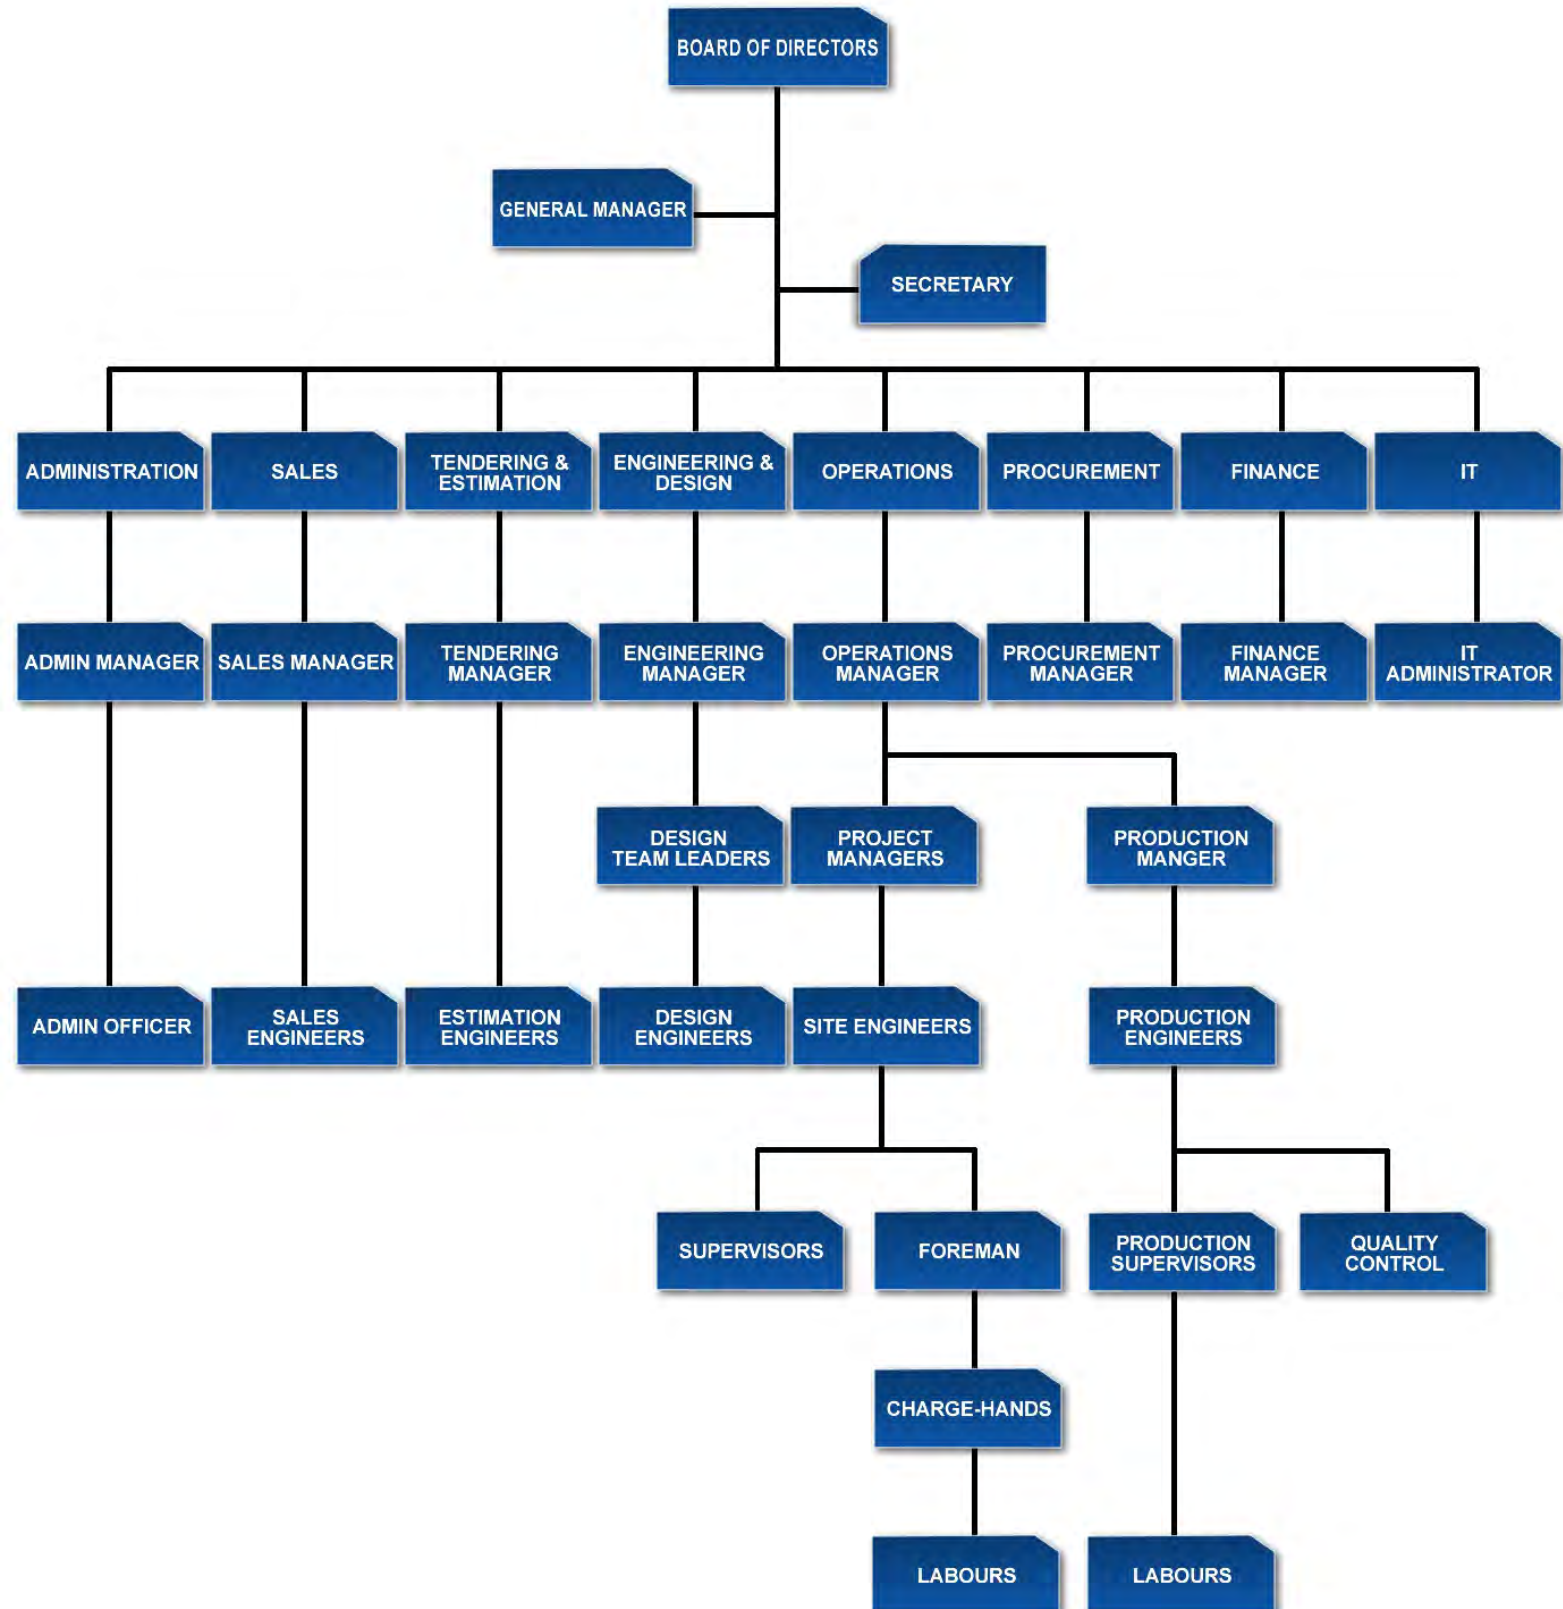 BOARD OF DIRECTORS
GENERAL MANAGER
SECRETARY
ADMINISTRATION
SALES
TENDERING &
ESTIMATION
ENGINEERING &
DESIGN
OPERATIONS
PROCUREMENT
FINANCE
IT
ADMIN MANAGER
SALES MANAGER
TENDERING
MANAGER
ENGINEERING
MANAGER
OPERATIONS
MANAGER
PROCUREMENT
MANAGER
FINANCE
MANAGER
IT
ADMINISTRATOR
DESIGN
TEAM LEADERS
PROJECT
MANAGERS
PRODUCTION
MANGER
ADMIN OFFICER
SALES
ENGINEERS
ESTIMATION
ENGINEERS
DESIGN
ENGINEERS
SITE ENGINEERS
PRODUCTION
ENGINEERS
SUPERVISORS
FOREMAN
PRODUCTION
SUPERVISORS
QUALITY
CONTROL
CHARGE-HANDS
LABOURS
LABOURS